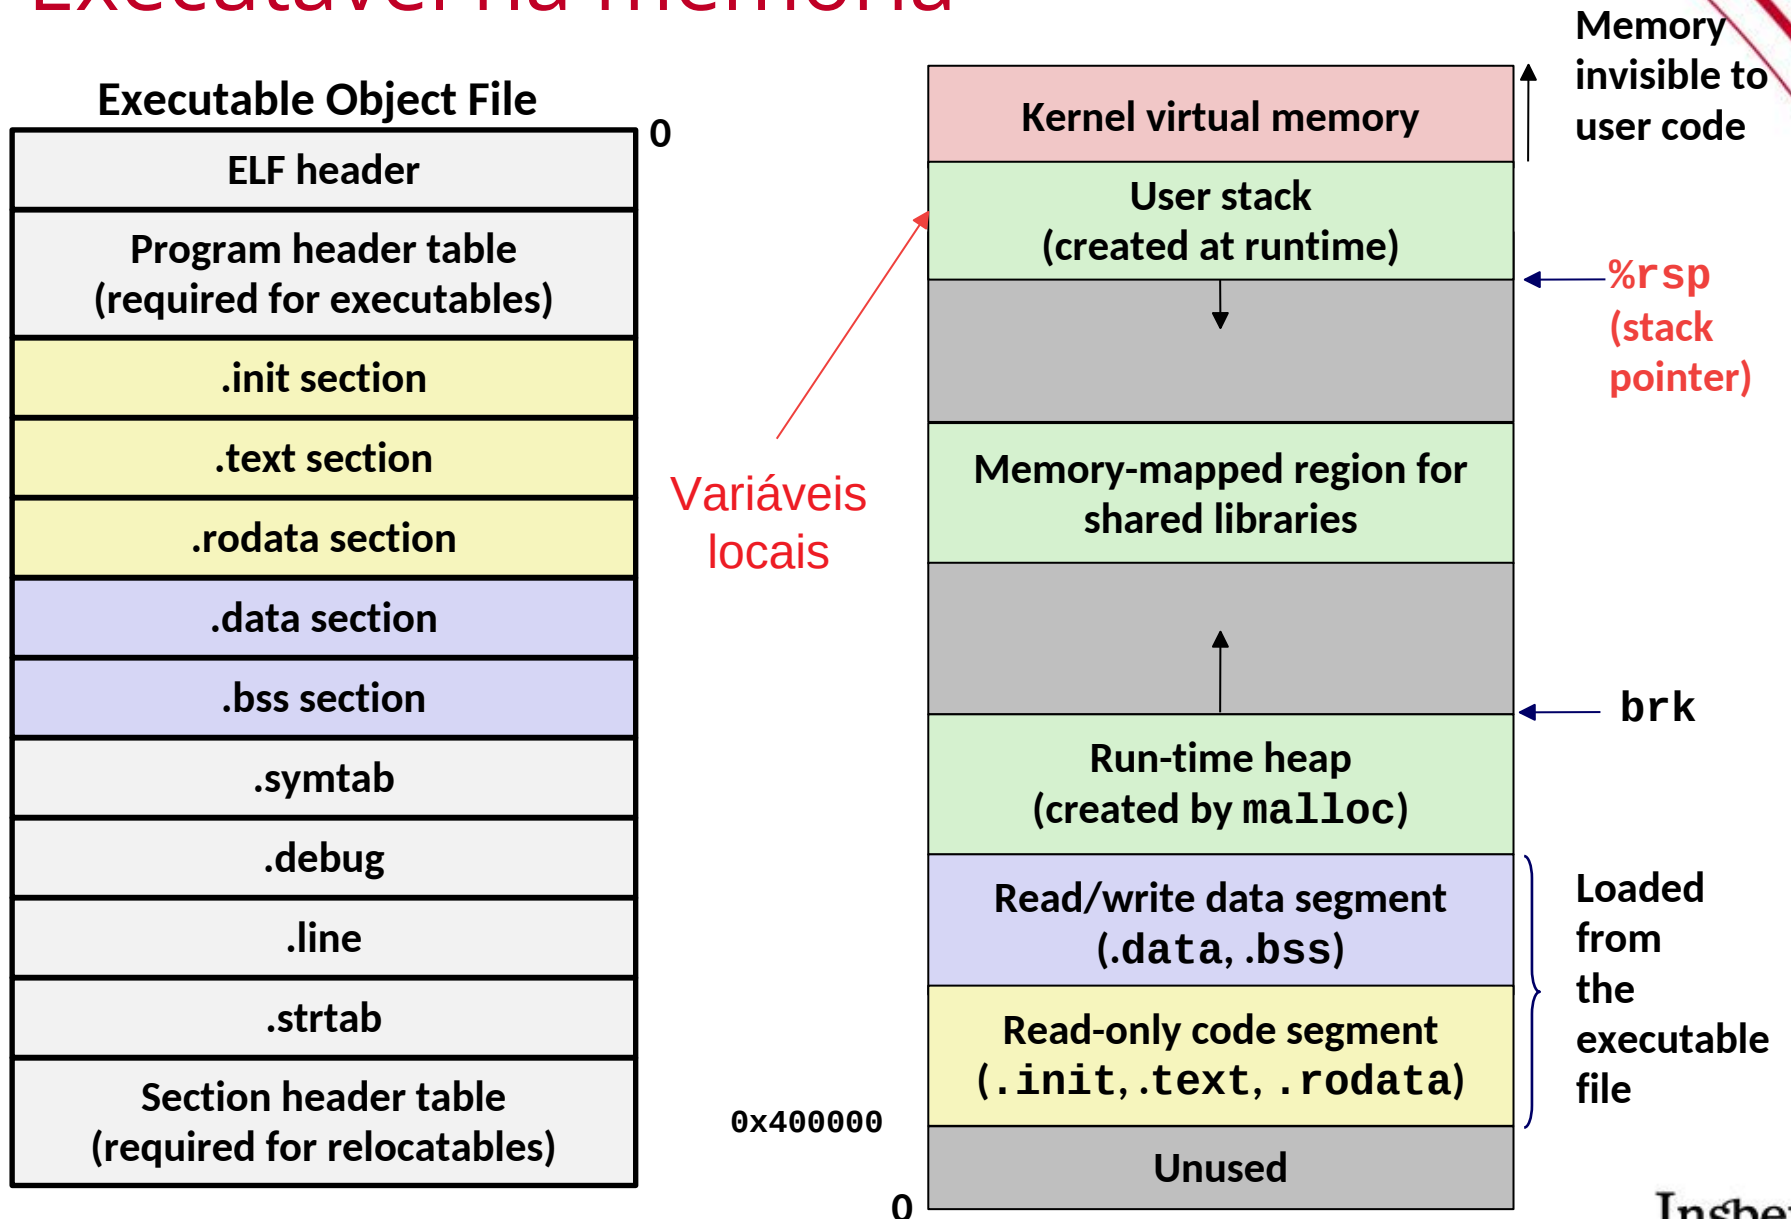 Executável na memória
Executable Object File
0
ELF header
Program header table
(required for executables)
.init section
.text section
.rodata section
.data section
.bss section
.symtab
.debug
.line
.strtab
Section header table
(required for relocatables)
Variáveis
locais
Kernel virtual memory
User stack
(created at runtime)
Memory-mapped region for
shared libraries
Run-time heap
(created by malloc)
Read/write data segment
(.data, .bss)
Read-only code segment
(.init, .text, .rodata)
Unused
0x400000
0
Memory
invisible to
user code
%rsp
(stack
pointer)
brk
Loaded
from
the
executable
file